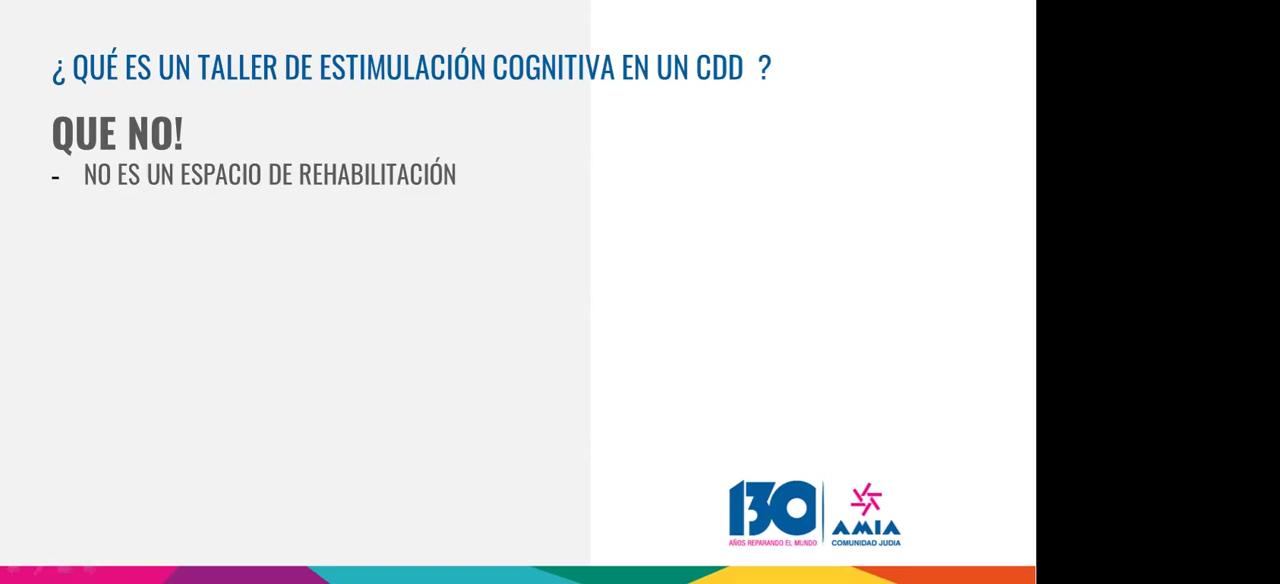 ¿ QUÉ ES UN TALLER DE ESTIMULACIÓN COGNITIVA EN UN CDD ?
QUE NO!
- NO ES UN ESPACIO DE REHABILITACIÓN
130
AÑOS REPARANDO EL MUNDO
AMIA
COMUNIDAD JUDIA